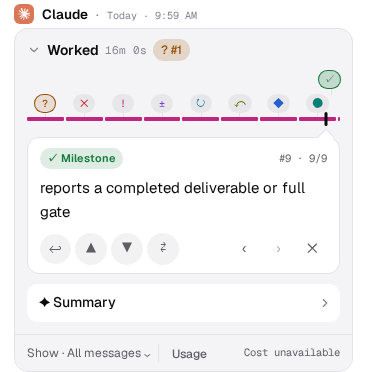 Claude · Today · 9:59 AM
Worked 16m 0s ? #1
✓
? × ! ±
✓ Milestone #9 · 9/9
reports a completed deliverable or full
gate
Summary
Show · All messages Usage Cost unavailable